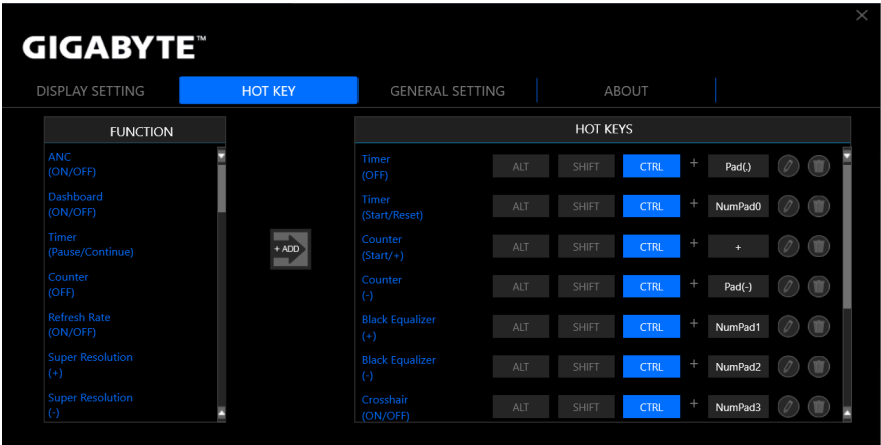 GIGABYTE™
DISPLAY SETTING HOT KEY GENERAL SETTING ABOUT
FUNCTION
ANC
(ON/OFF)
Dashboard
(ON/OFF)
Timer
(Pause/Continue)
Counter
(OFF)
Refresh Rate
(ON/OFF)
Super Resolution
(+)
Super Resolution
(-)
+ ADD
HOT KEYS
Timer
(OFF)
ALT SHIFT CTRL + Pad(.)
Timer
(Start/Reset)
ALT SHIFT CTRL + NumPad0
Counter
(Start/+)
ALT SHIFT CTRL + +
Counter
(-)
ALT SHIFT CTRL + Pad(-)
Black Equalizer
(+)
ALT SHIFT CTRL + NumPad1
Black Equalizer
(-)
ALT SHIFT CTRL + NumPad2
Crosshair
(ON/OFF)
ALT SHIFT CTRL + NumPad3